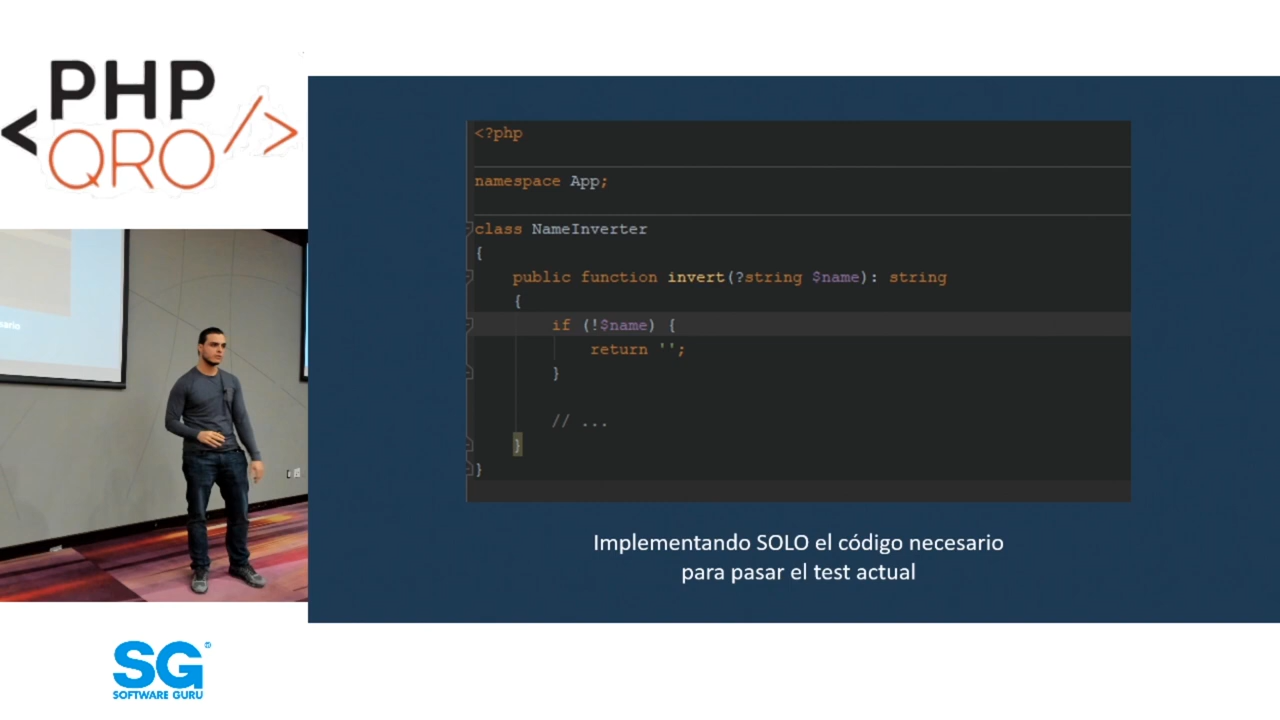 <PHP
QRO/>
<?php
namespace App;
class NameInverter
{
public function invert(?string $name): string
{
if (!$name) {
return '';
}
// ...
}
}
Implementando SOLO el código necesario
para pasar el test actual
SG®
SOFTWARE GURU